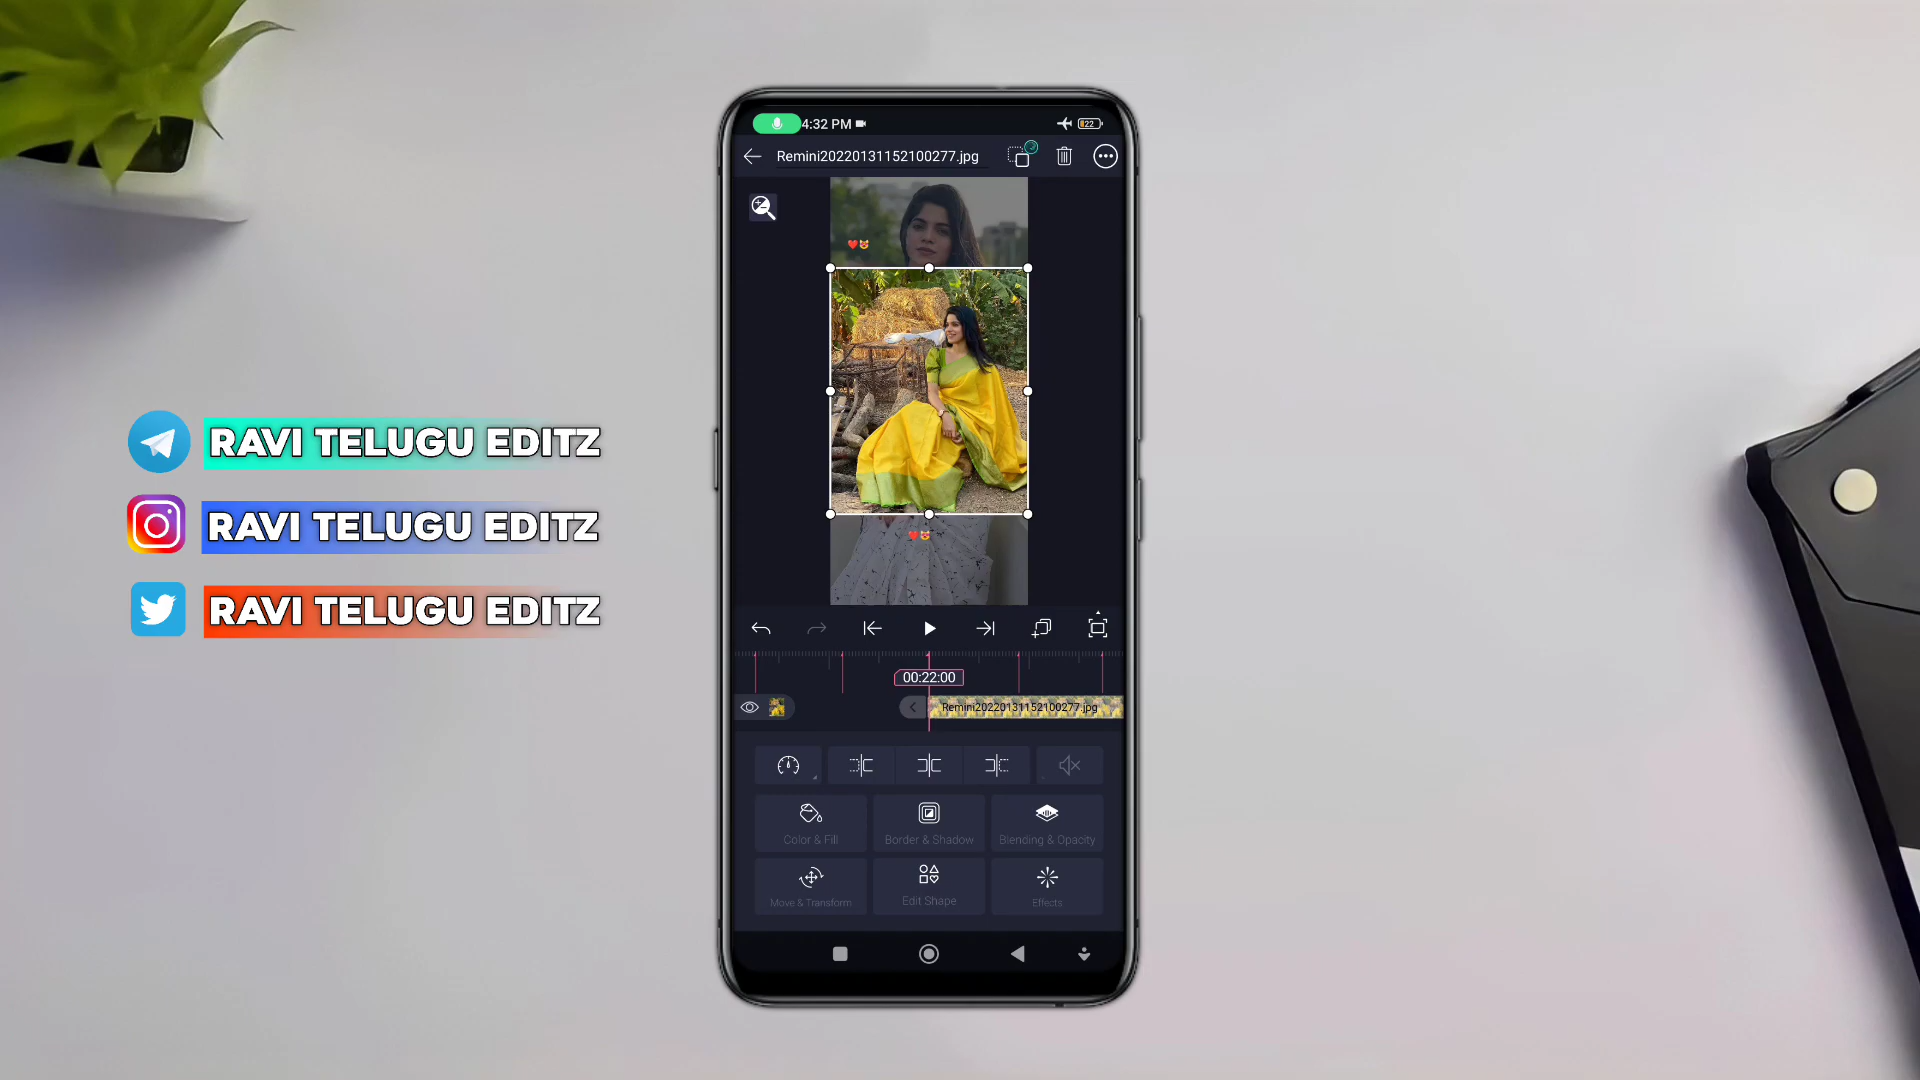 4:32 PM
22
Remini20220131152100277.jpg
RAVI TELUGU EDITZ
RAVI TELUGU EDITZ
RAVI TELUGU EDITZ
00:22:00
Remini20220131152100277.jpg
Color & Fill
Border & Shadow
Blending & Opacity
Move & Transform
Edit Shape
Effects